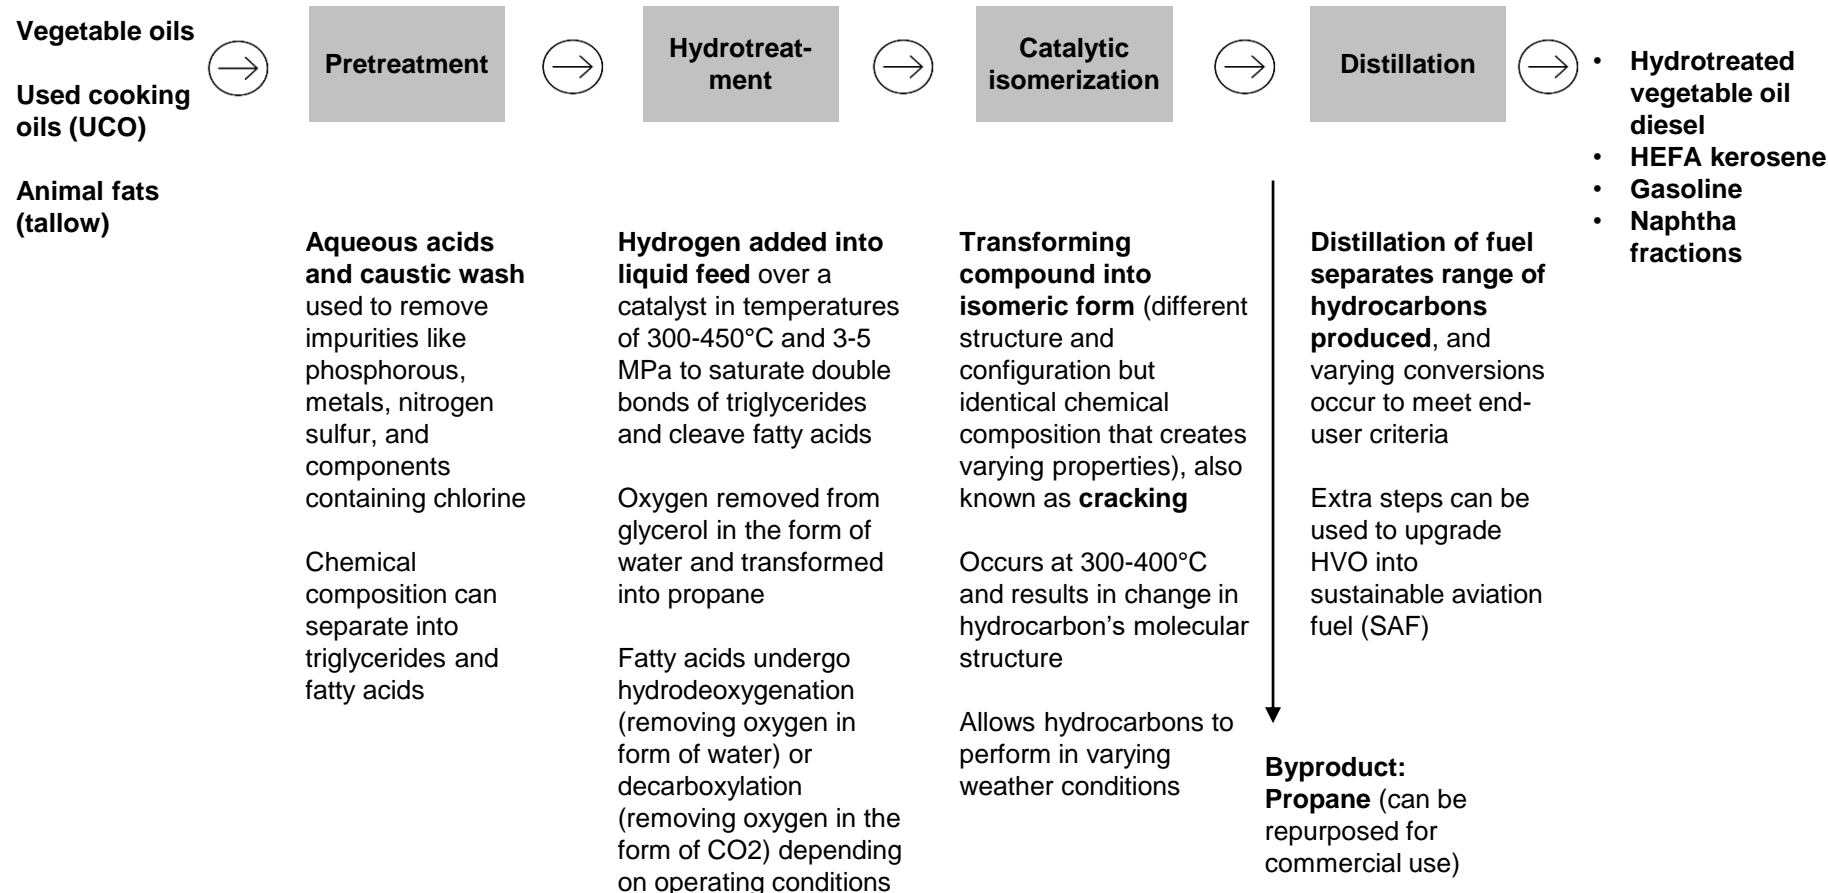 Vegetable oils
Used cooking
oils (UCO)
Animal fats
(tallow)
Pretreatment
Hydrotreat-
ment
Catalytic
isomerization
Distillation
• Hydrotreated
vegetable oil
diesel
• HEFA kerosene
• Gasoline
• Naphtha
fractions
Aqueous acids
and caustic wash
used to remove
impurities like
phosphorous,
metals, nitrogen
sulfur, and
components
containing chlorine
Chemical
composition can
separate into
triglycerides and
fatty acids
Hydrogen added into
liquid feed over a
catalyst in temperatures
of 300-450°C and 3-5
MPa to saturate double
bonds of triglycerides
and cleave fatty acids
Oxygen removed from
glycerol in the form of
water and transformed
into propane
Fatty acids undergo
hydrodeoxygenation
(removing oxygen in
form of water) or
decarboxylation
(removing oxygen in the
form of CO2) depending
on operating conditions
Transforming
compound into
isomeric form (different
structure and
configuration but
identical chemical
composition that creates
varying properties), also
known as cracking
Occurs at 300-400°C
and results in change in
hydrocarbon’s molecular
structure
Allows hydrocarbons to
perform in varying
weather conditions
Distillation of fuel
separates range of
hydrocarbons
produced, and
varying conversions
occur to meet end-
user criteria
Extra steps can be
used to upgrade
HVO into
sustainable aviation
fuel (SAF)
Byproduct:
Propane (can be
repurposed for
commercial use)